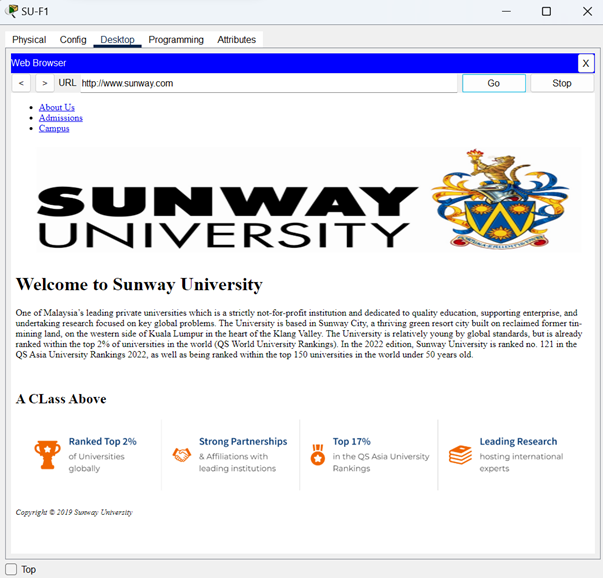 SU-F1
Physical Config Desktop Programming Attributes
Web Browser X
< > URL http://www.sunway.com Go Stop
About Us
Admissions
Campus
SUNWAY
UNIVERSITY
Welcome to Sunway University
One of Malaysia's leading private universities which is a strictly not-for-profit institution and dedicated to quality education, supporting enterprise, and
undertaking research focused on key global problems. The University is based in Sunway City, a thriving green resort city built on reclaimed former tin-
mining land, on the western side of Kuala Lumpur in the heart of the Klang Valley. The University is relatively young by global standards, but is already
ranked within the top 2% of universities in the world (QS World University Rankings). In the 2022 edition, Sunway University is ranked no. 121 in the
QS Asia University Rankings 2022, as well as being ranked within the top 150 universities in the world under 50 years old.
A CLass Above
Ranked Top 2%
of Universities
globally
Strong Partnerships
& Affiliations with
leading institutions
Top 17%
in the QS Asia University
Rankings
Leading Research
hosting international
experts
Copyright © 2019 Sunway University
Top